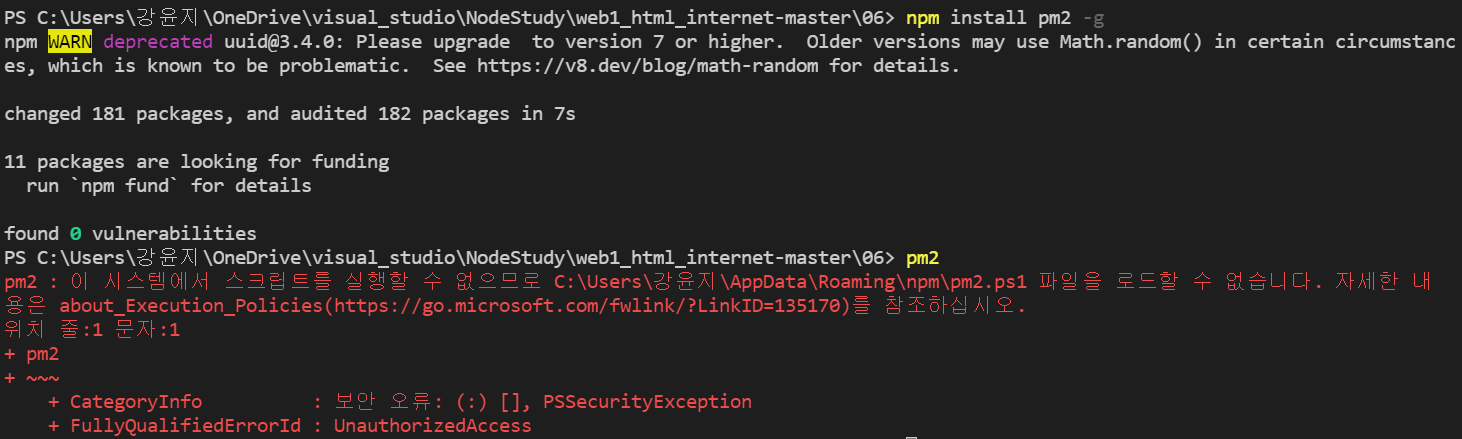 PS C:\Users\강윤지\OneDrive\visual_studio\NodeStudy\web1_html_internet-master\06> npm install pm2 -g
npm WARN deprecated uuid@3.4.0: Please upgrade  to version 7 or higher.  Older versions may use Math.random() in certain circumstanc
es, which is known to be problematic.  See https://v8.dev/blog/math-random for details.
changed 181 packages, and audited 182 packages in 7s
11 packages are looking for funding
  run `npm fund` for details
found 0 vulnerabilities
PS C:\Users\강윤지\OneDrive\visual_studio\NodeStudy\web1_html_internet-master\06> pm2
pm2 : 이 시스템에서 스크립트를 실행할 수 없으므로 C:\Users\강윤지\AppData\Roaming\npm\pm2.ps1 파일을 로드할 수 없습니다. 자세한 내
용은 about_Execution_Policies(https://go.microsoft.com/fwlink/?LinkID=135170)를 참조하십시오.
위치 줄:1 문자:1
+ pm2
+ ~~~
    + CategoryInfo          : 보안 오류: (:) [], PSSecurityException
    + FullyQualifiedErrorId : UnauthorizedAccess